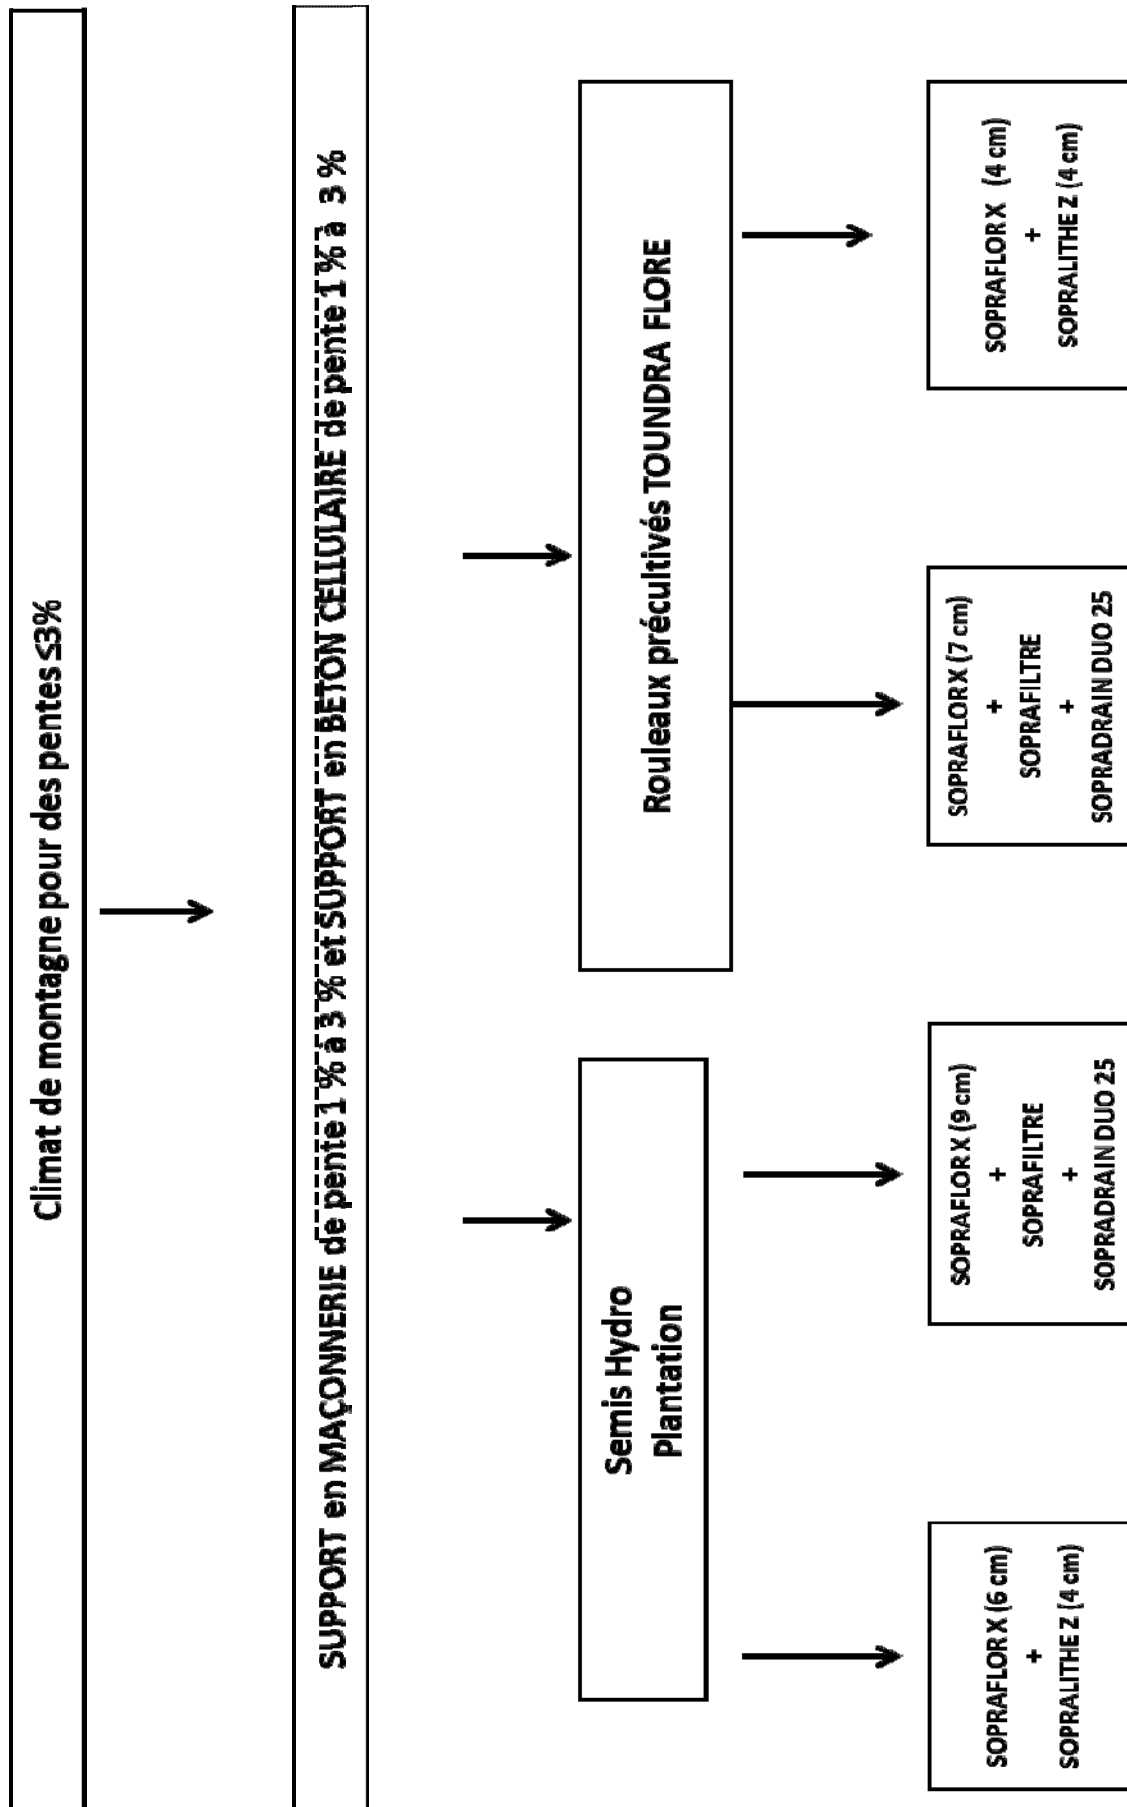 Climat de montagne pour des pentes ≤3%
SUPPORT en MAÇONNERIE de pente 1 % à 3 % et SUPPORT en BETON CELLULAIRE de pente 1 % à 3 %
Semis Hydro
Plantation
Rouleaux précultivés TOUNDRA FLORE
SOPRAFLOR X (6 cm)
+
SOPRALITHE Z (4 cm)
SOPRAFLOR X (9 cm)
+
SOPRAFILTRE
+
SOPRADRAIN DUO 25
SOPRAFLOR X (7 cm)
+
SOPRAFILTRE
+
SOPRADRAIN DUO 25
SOPRAFLOR X (4 cm)
+
SOPRALITHE Z (4 cm)